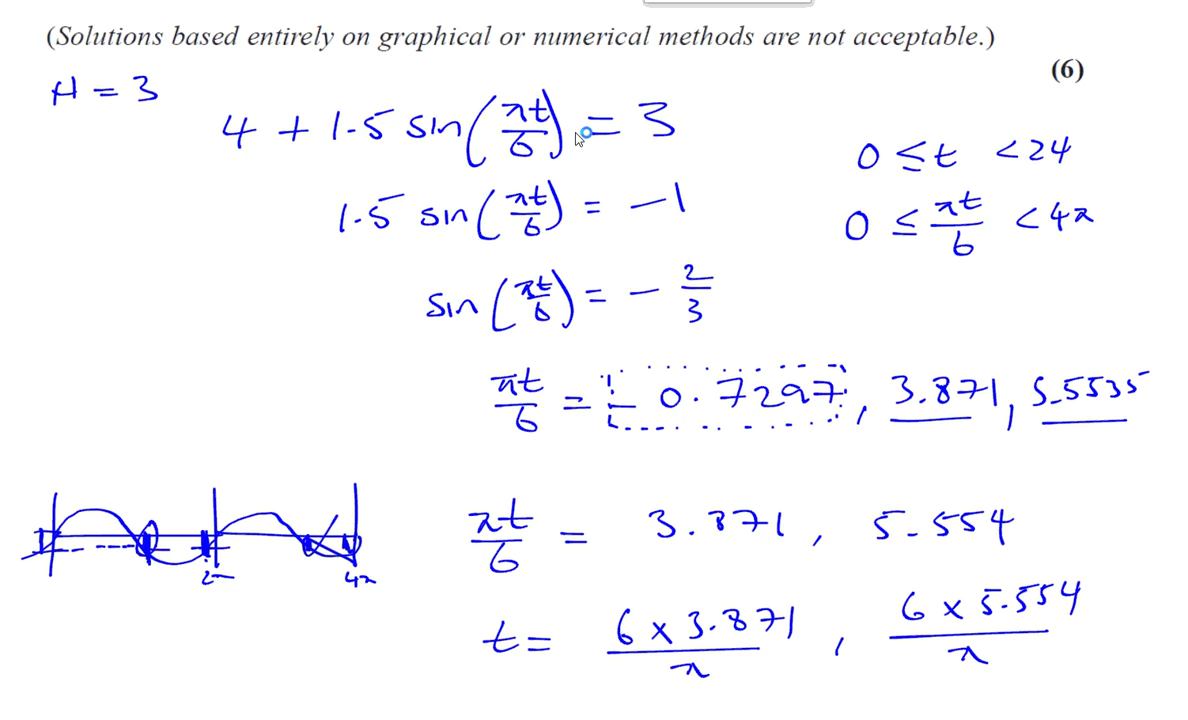 (Solutions based entirely on graphical or numerical methods are not acceptable.)
(6)
H = 3
4 + 1.5 sin(πt/6) = 3
0 ≤ t < 24
1.5 sin(πt/6) = -1
0 ≤ πt/6 < 4π
sin(πt/6) = - 2/3
πt/6 = - 0.7297, 3.871, 5.5535
πt/6 = 3.871, 5.554
2π
4π
t = 6 x 3.871/π, 6 x 5.554/π